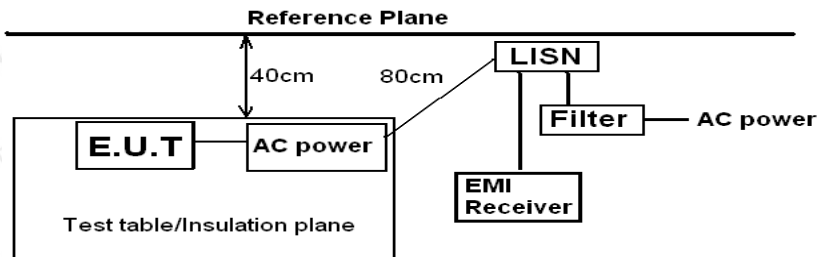 Reference Plane
LISN
40cm
80cm
Filter
AC power
E.U.T
AC power
EMI
Receiver
Test table/Insulation plane